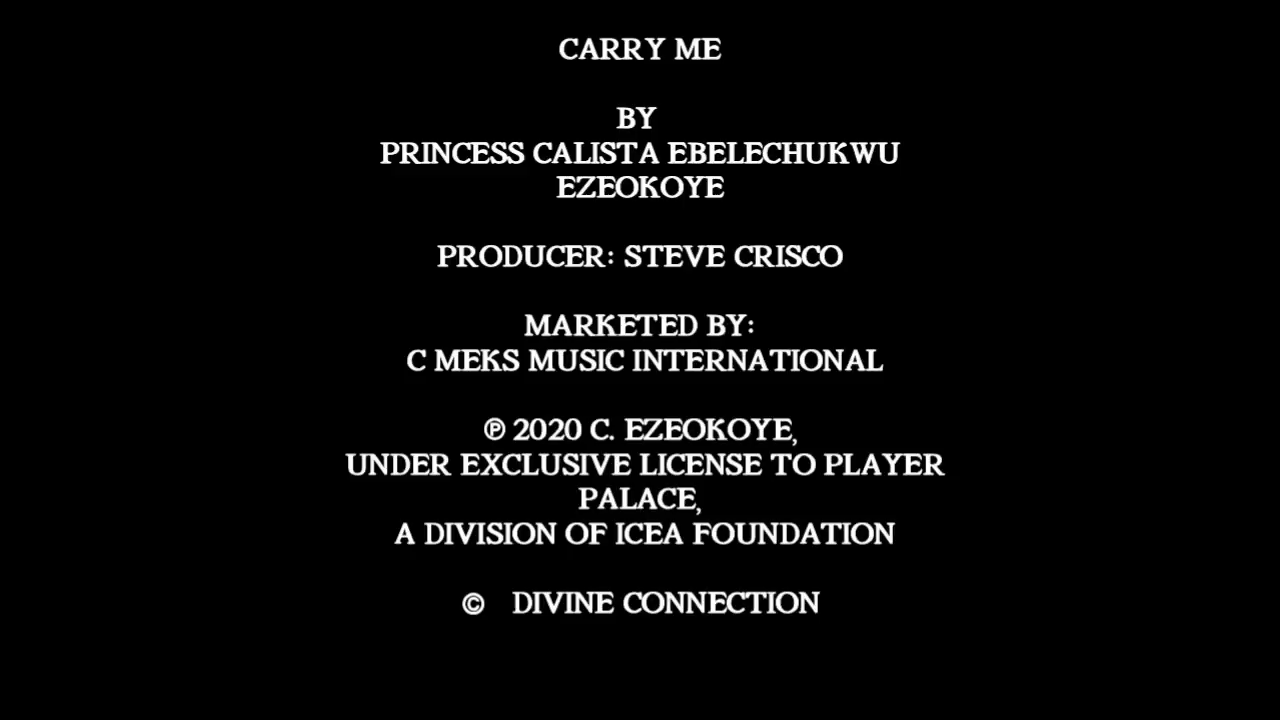 CARRY ME
BY
PRINCESS CALISTA EBELECHUKWU
EZEOKOYE
PRODUCER: STEVE CRISCO
MARKETED BY:
C MEKS MUSIC INTERNATIONAL
℗ 2020 C. EZEOKOYE,
UNDER EXCLUSIVE LICENSE TO PLAYER
PALACE,
A DIVISION OF ICEA FOUNDATION
© DIVINE CONNECTION